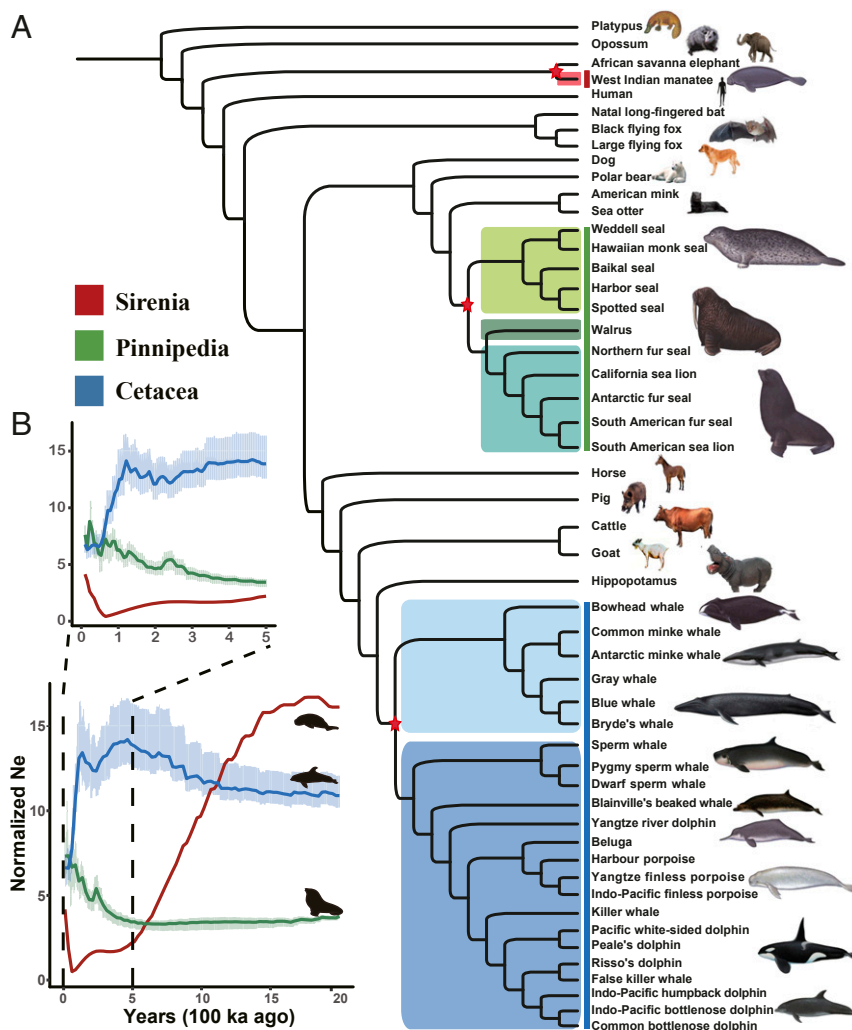 A
Platypus
Opossum
African savanna elephant
West Indian manatee
Human
Natal long-fingered bat
Black flying fox
Large flying fox
Dog
Polar bear
American mink
Sea otter
Weddell seal
Hawaiian monk seal
Baikal seal
Harbor seal
Spotted seal
Walrus
Northern fur seal
California sea lion
Antarctic fur seal
South American fur seal
South American sea lion
Horse
Pig
Cattle
Goat
Hippopotamus
Bowhead whale
Common minke whale
Antarctic minke whale
Gray whale
Blue whale
Bryde's whale
Sperm whale
Pygmy sperm whale
Dwarf sperm whale
Blainville's beaked whale
Yangtze river dolphin
Beluga
Harbour porpoise
Yangtze finless porpoise
Indo-Pacific finless porpoise
Killer whale
Pacific white-sided dolphin
Peale's dolphin
Risso's dolphin
False killer whale
Indo-Pacific humpback dolphin
Indo-Pacific bottlenose dolphin
Common bottlenose dolphin
Sirenia
Pinnipedia
Cetacea
B
15
10
5
0
0 1 2 3 4 5
Normalized Ne
15
10
5
0
0 5 10 15 20
Years (100 ka ago)